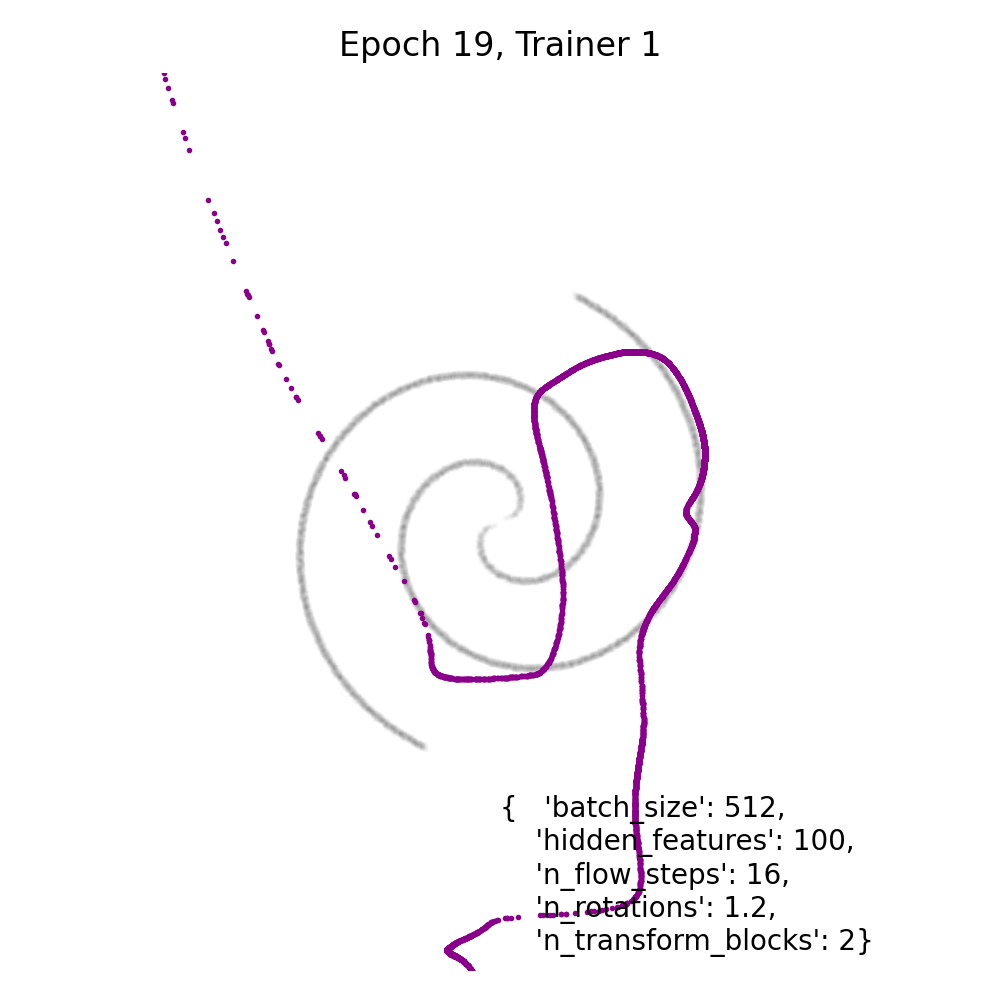 Epoch 19, Trainer 1
{   'batch_size': 512,
'hidden_features': 100,
'n_flow_steps': 16,
'n_rotations': 1.2,
'n_transform_blocks': 2}